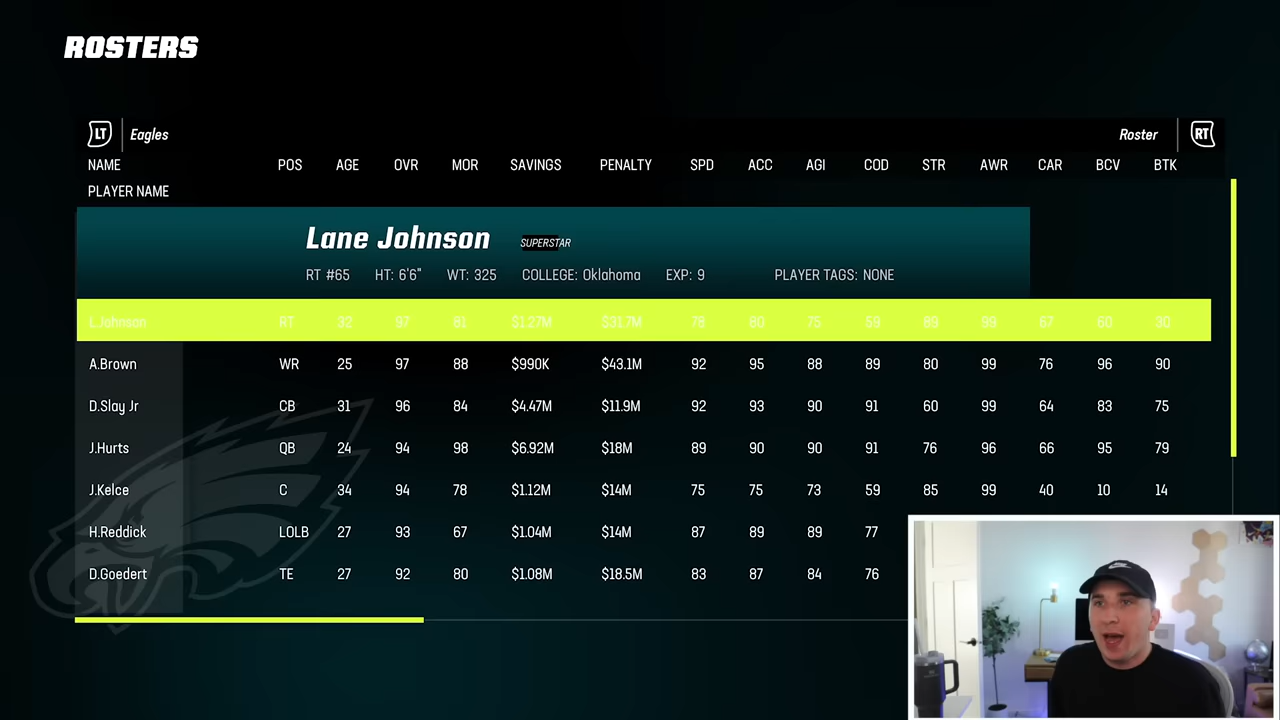 ROSTERS
LT Eagles Roster RT
NAME POS AGE OVR MOR SAVINGS PENALTY SPD ACC AGI COD STR AWR CAR BCV BTK
PLAYER NAME
Lane Johnson SUPERSTAR
RT #65 HT: 6'6" WT: 325 COLLEGE: Oklahoma EXP: 9 PLAYER TAGS: NONE
L.Johnson RT 32 97 81 $1.27M $31.7M 78 80 75 59 89 99 67 60 30
A.Brown WR 25 97 88 $990K $43.1M 92 95 88 89 80 99 76 96 90
D.Slay Jr CB 31 96 84 $4.47M $11.9M 92 93 90 91 60 99 64 83 75
J.Hurts QB 24 94 98 $6.92M $18M 89 90 90 91 76 96 66 95 79
J.Kelce C 34 94 78 $1.12M $14M 75 75 73 59 85 99 40 10 14
H.Reddick LOLB 27 93 67 $1.04M $14M 87 89 89 77
D.Goedert TE 27 92 80 $1.08M $18.5M 83 87 84 76